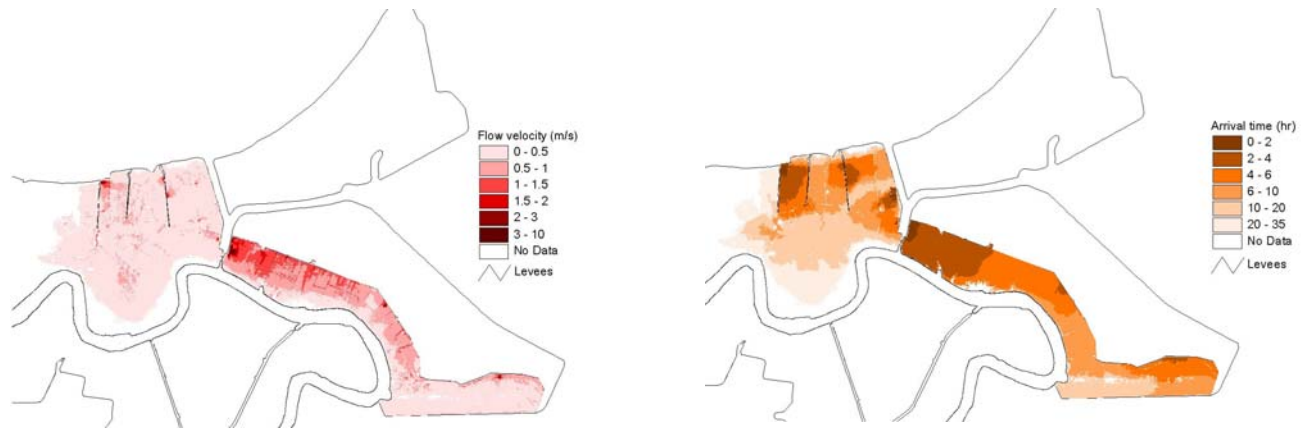 Flow velocity (m/s)
0 - 0.5
0.5 - 1
1 - 1.5
1.5 - 2
2 - 3
3 - 10
No Data
Levees
Arrival time (hr)
0 - 2
2 - 4
4 - 6
6 - 10
10 - 20
20 - 35
No Data
Levees